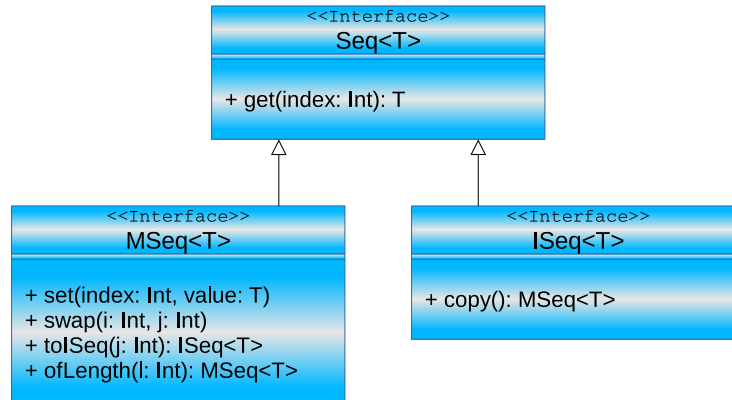 <<Interface>>
Seq<T>
+ get(index: Int): T
<<Interface>>
MSeq<T>
+ set(index: Int, value: T)
+ swap(i: Int, j: Int)
+ toISeq(j: Int): ISeq<T>
+ ofLength(l: Int): MSeq<T>
<<Interface>>
ISeq<T>
+ copy(): MSeq<T>